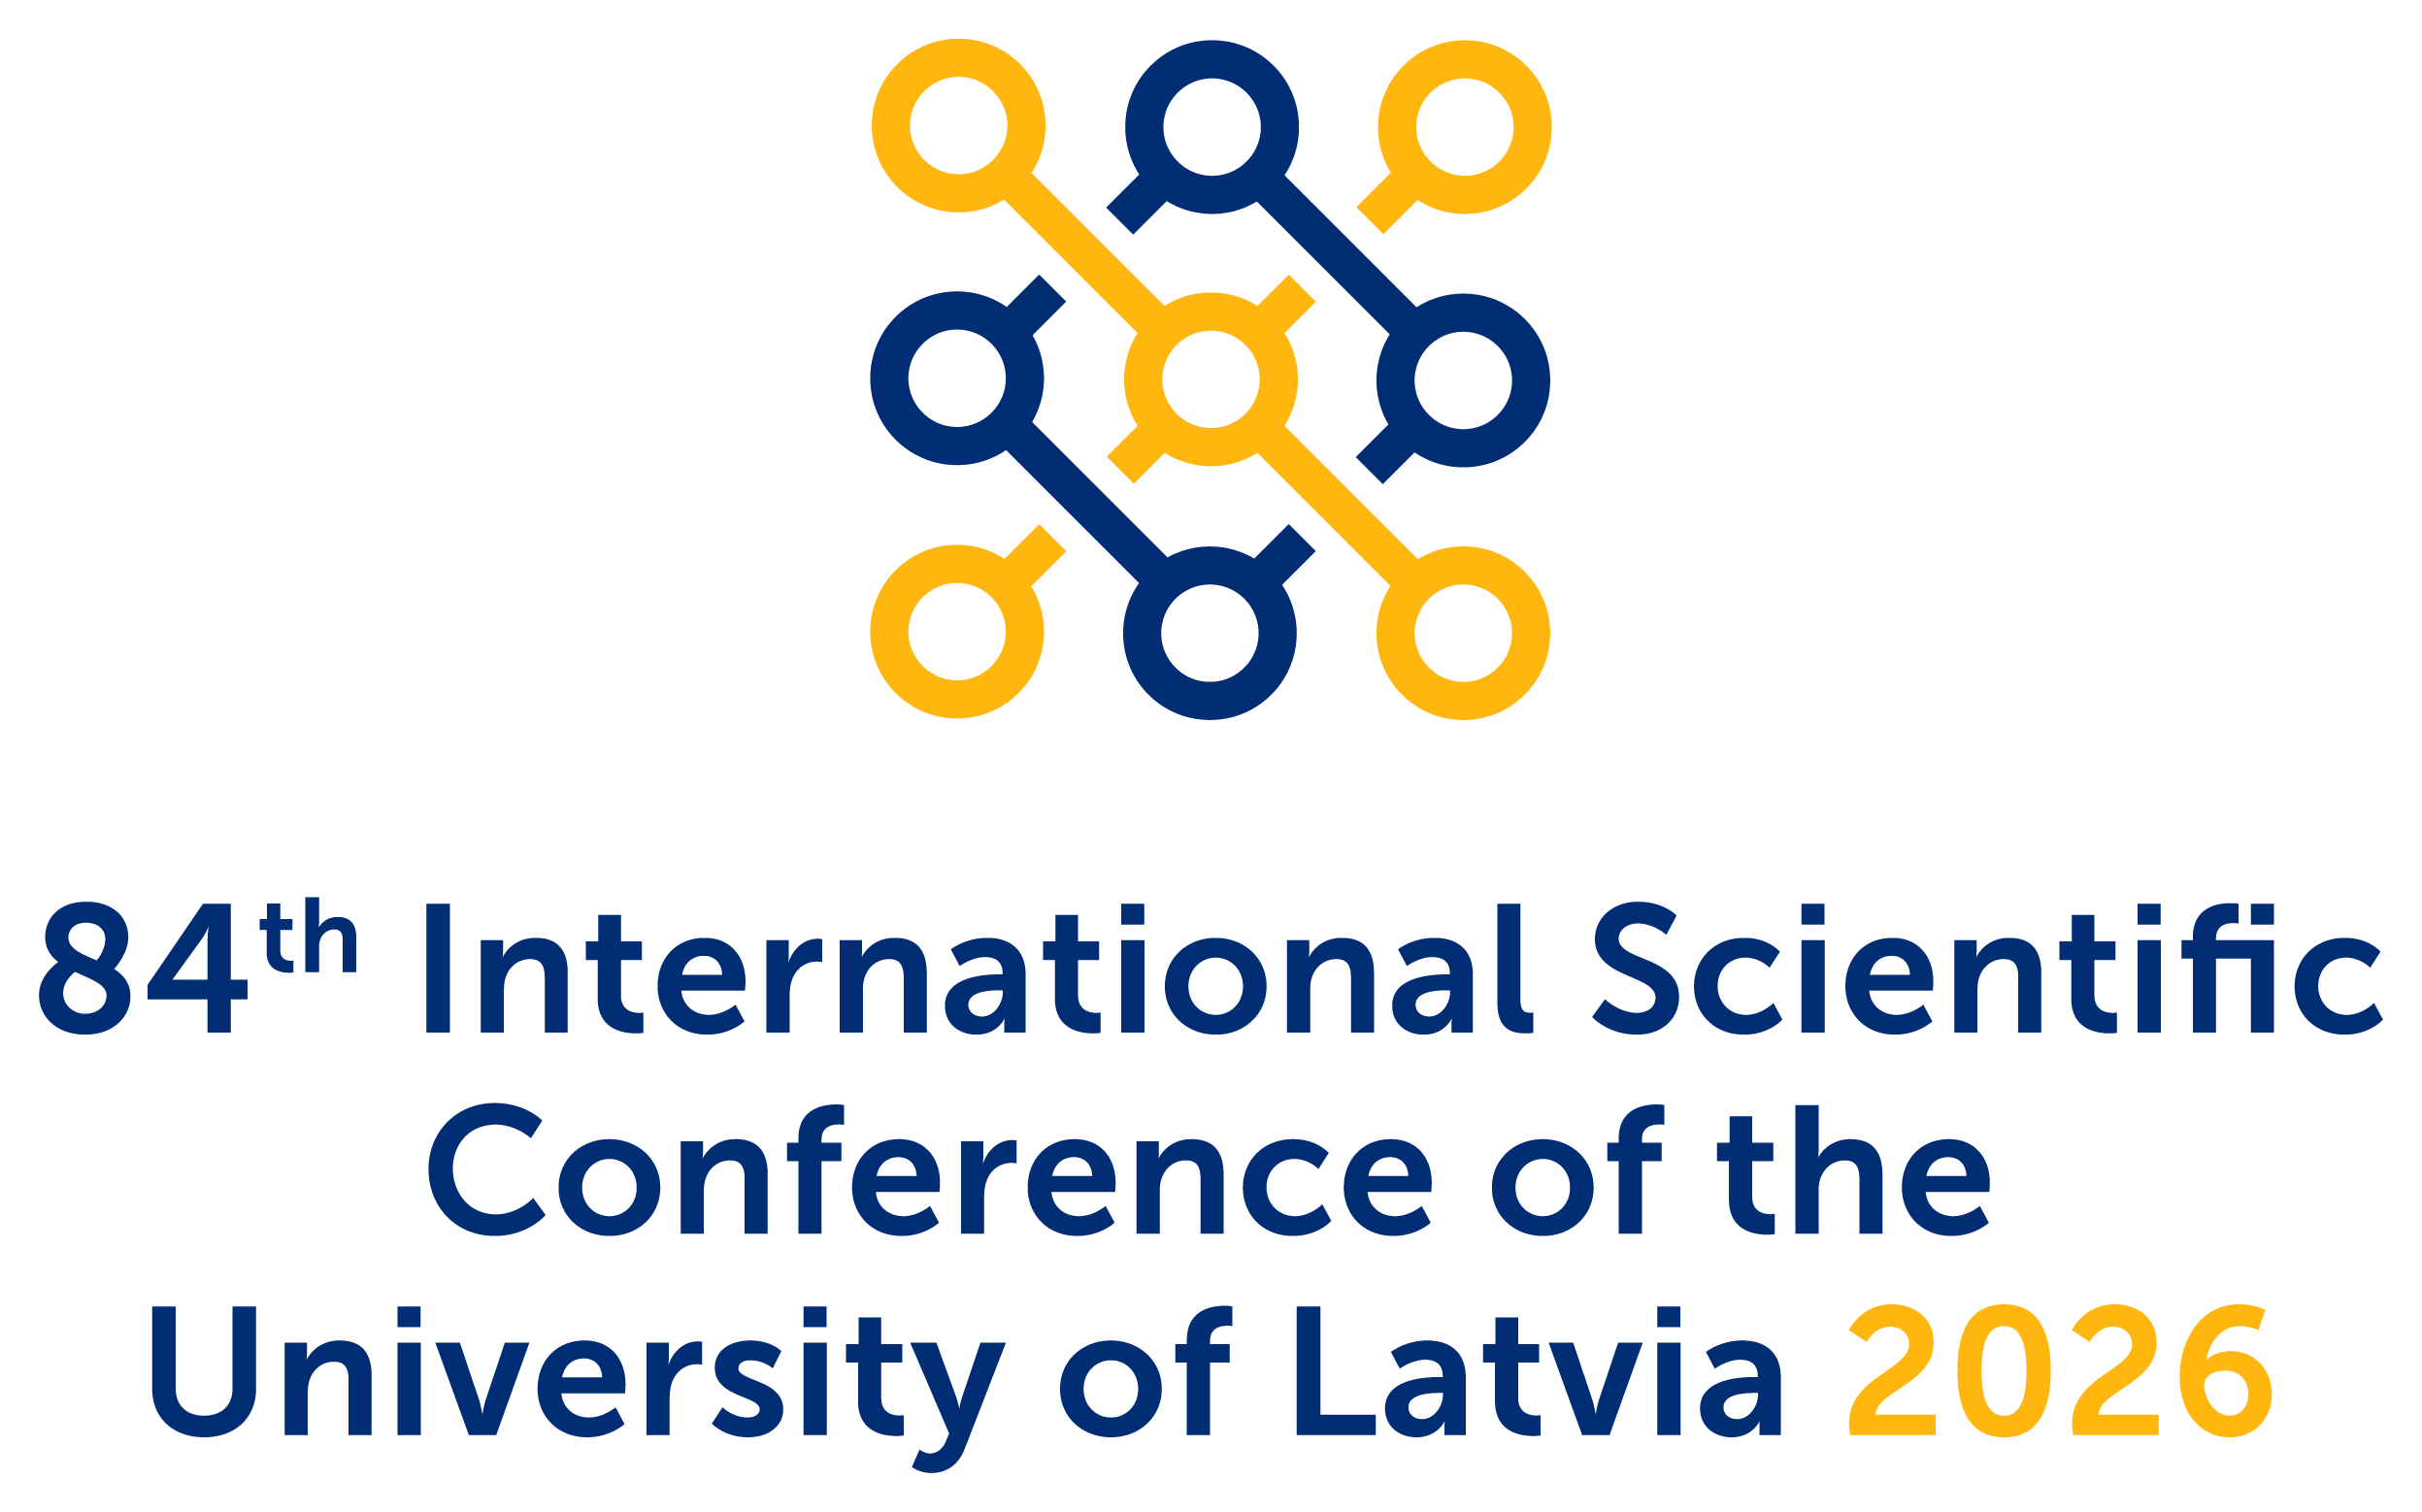 84th International Scientific
Conference of the
University of Latvia 2026